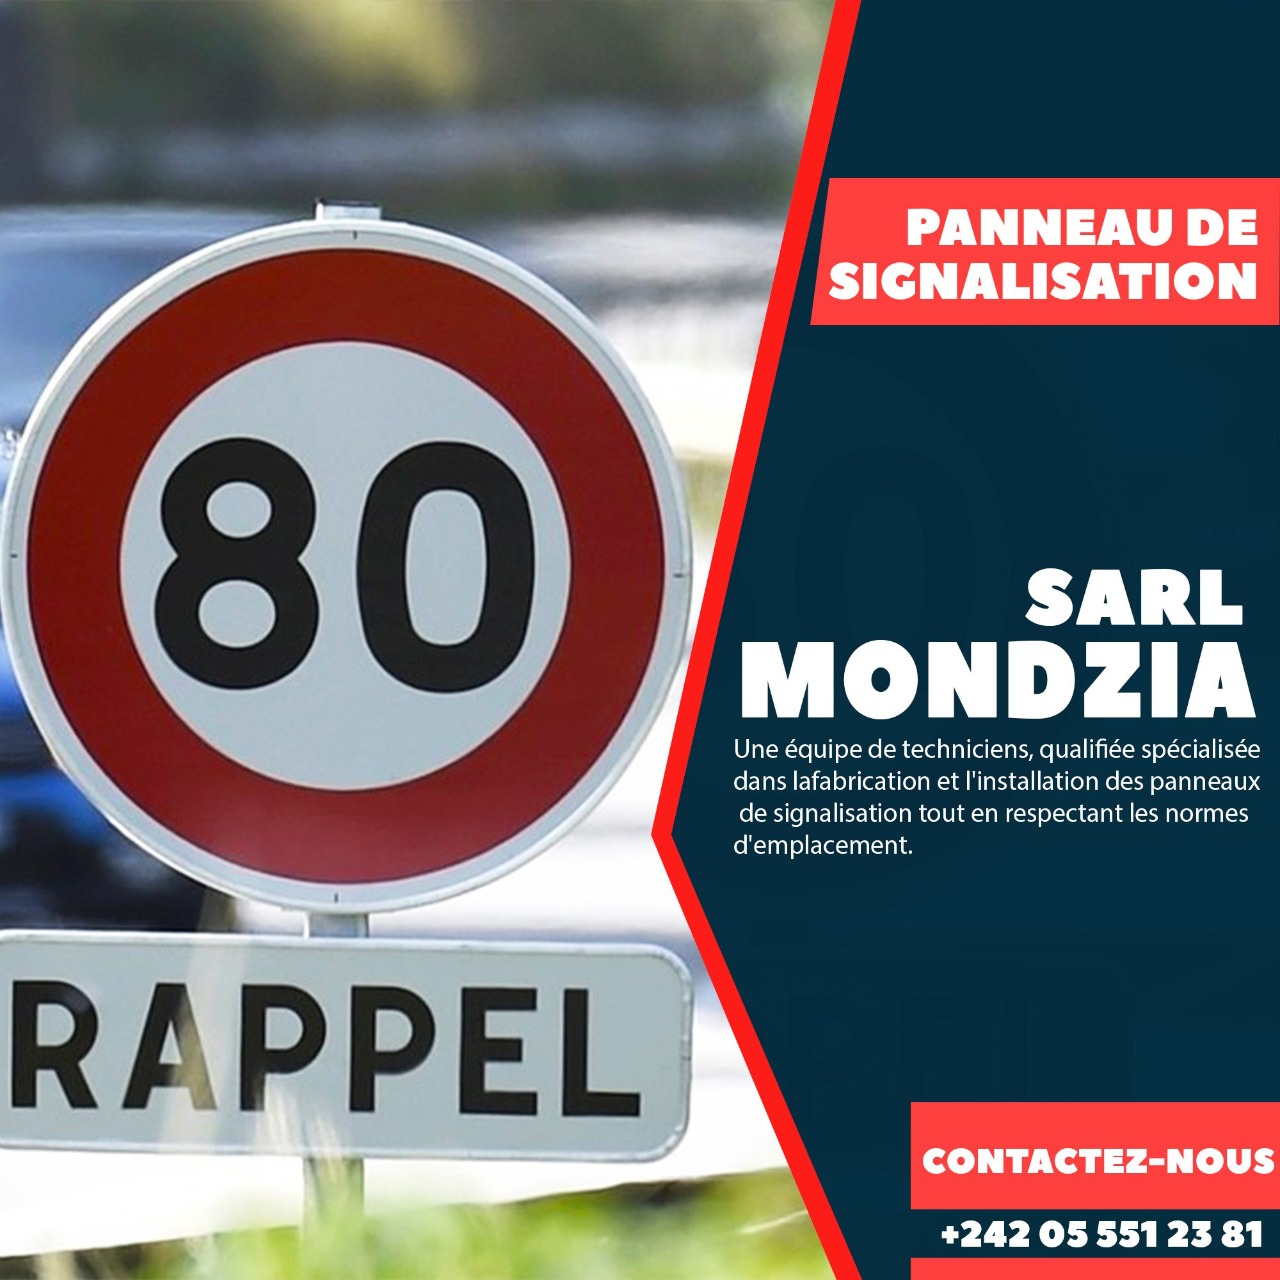 80
RAPPEL
PANNEAU DE
SIGNALISATION
SARL
MONDZIA
Une équipe de techniciens, qualifiée spécialisée
dans lafabrication et l'installation des panneaux
de signalisation tout en respectant les normes
d'emplacement.
CONTACTEZ-NOUS
+242 05 551 23 81